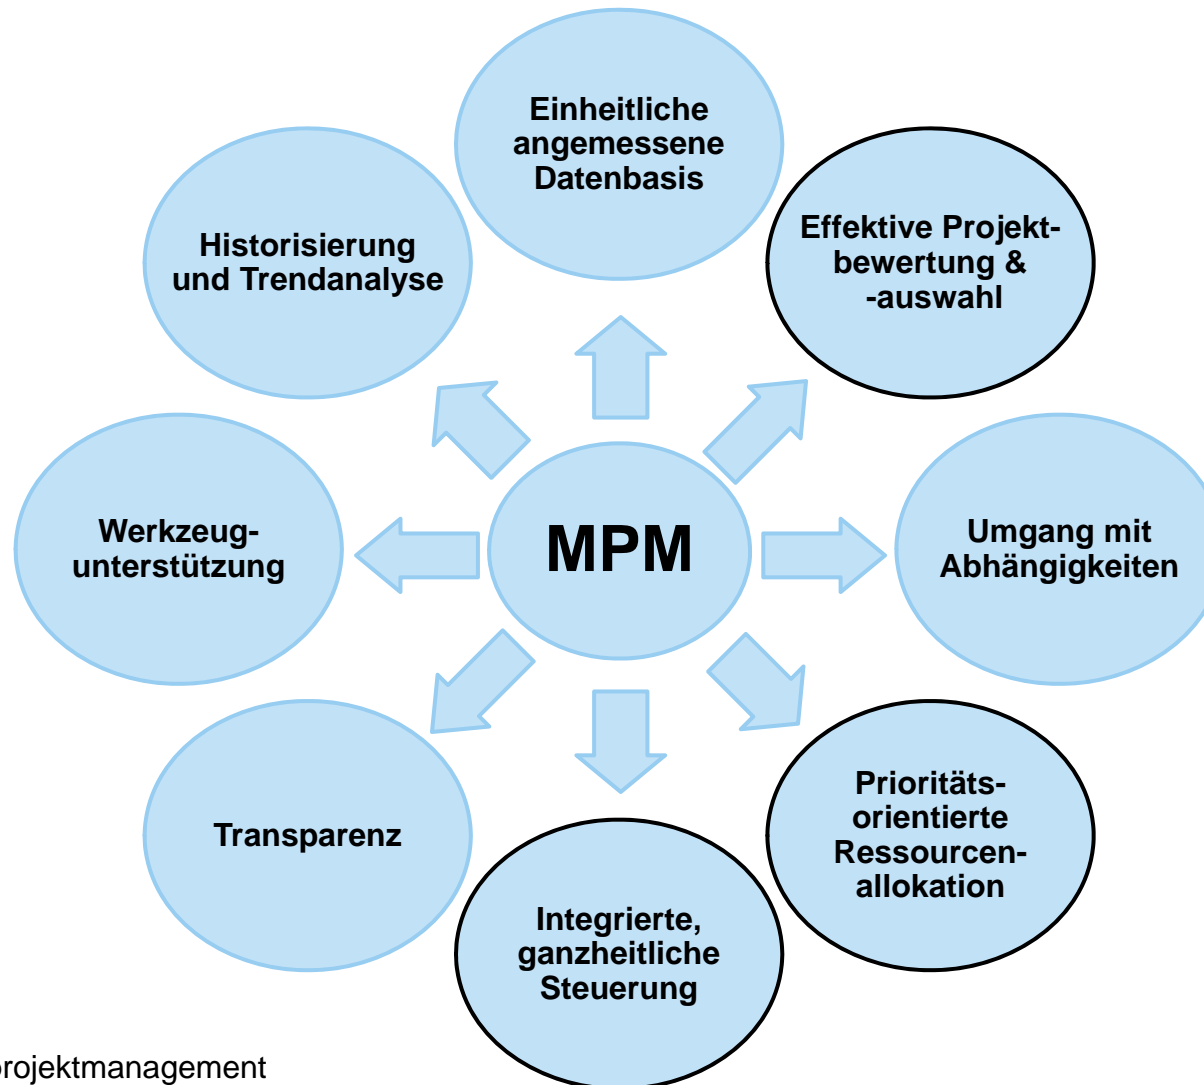 Einheitliche
angemessene
Datenbasis
Effektive Projekt-
bewertung &
-auswahl
Historisierung
und Trendanalyse
Werkzeug-
unterstützung
MPM
Umgang mit
Abhängigkeiten
Transparenz
Prioritäts-
orientierte
Ressourcen-
allokation
Integrierte,
ganzheitliche
Steuerung
projektmanagement